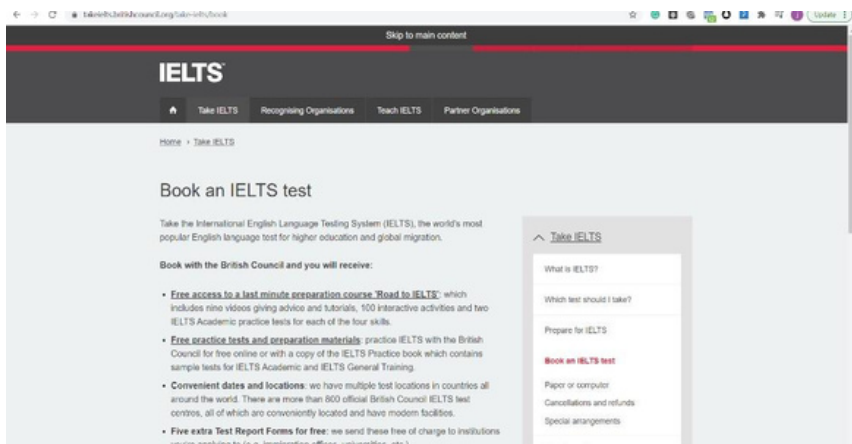 takeielts.britishcouncil.org/take-ielts/book
Update
Skip to main content
IELTS
Take IELTS
Recognising Organisations
Teach IELTS
Partner Organisations
Home › Take IELTS
Book an IELTS test
Take the International English Language Testing System (IELTS), the world's most
popular English language test for higher education and global migration.
Book with the British Council and you will receive:
• Free access to a last minute preparation course 'Road to IELTS': which
includes nine videos giving advice and tutorials, 100 interactive activities and two
IELTS Academic practice tests for each of the four skills.
• Free practice tests and preparation materials: practice IELTS with the British
Council for free online or with a copy of the IELTS Practice book which contains
sample tests for IELTS Academic and IELTS General Training.
• Convenient dates and locations: we have multiple test locations in countries all
around the world. There are more than 800 official British Council IELTS test
centres, all of which are conveniently located and have modern facilities.
• Five extra Test Report Forms for free: we send these free of charge to institutions
you're applying to (e.g. immigration offices, universities, etc.)
Take IELTS
What is IELTS?
Which test should I take?
Prepare for IELTS
Book an IELTS test
Paper or computer
Cancellations and refunds
Special arrangements